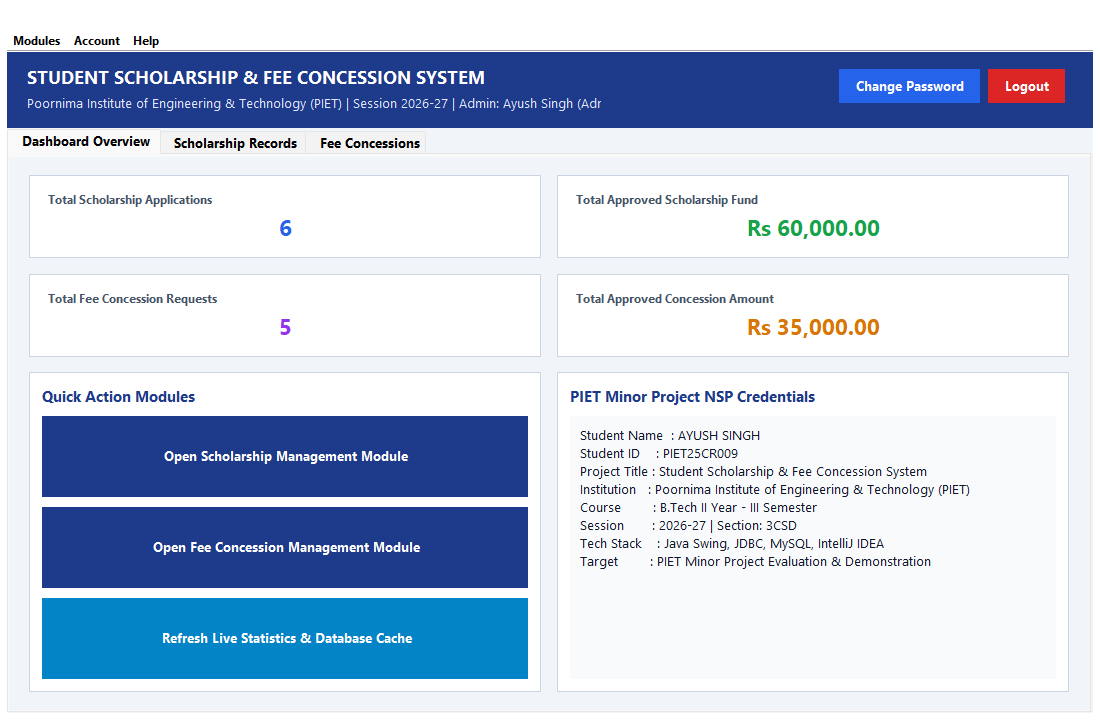 Modules Account Help
STUDENT SCHOLARSHIP & FEE CONCESSION SYSTEM
Poornima Institute of Engineering & Technology (PIET) | Session 2026-27 | Admin: Ayush Singh (Adr
Change Password
Logout
Dashboard Overview
Scholarship Records
Fee Concessions
Total Scholarship Applications
6
Total Approved Scholarship Fund
Rs 60,000.00
Total Fee Concession Requests
5
Total Approved Concession Amount
Rs 35,000.00
Quick Action Modules
Open Scholarship Management Module
Open Fee Concession Management Module
Refresh Live Statistics & Database Cache
PIET Minor Project NSP Credentials
Student Name : AYUSH SINGH
Student ID : PIET25CR009
Project Title : Student Scholarship & Fee Concession System
Institution : Poornima Institute of Engineering & Technology (PIET)
Course : B.Tech II Year - III Semester
Session : 2026-27 | Section: 3CSD
Tech Stack : Java Swing, JDBC, MySQL, IntelliJ IDEA
Target : PIET Minor Project Evaluation & Demonstration